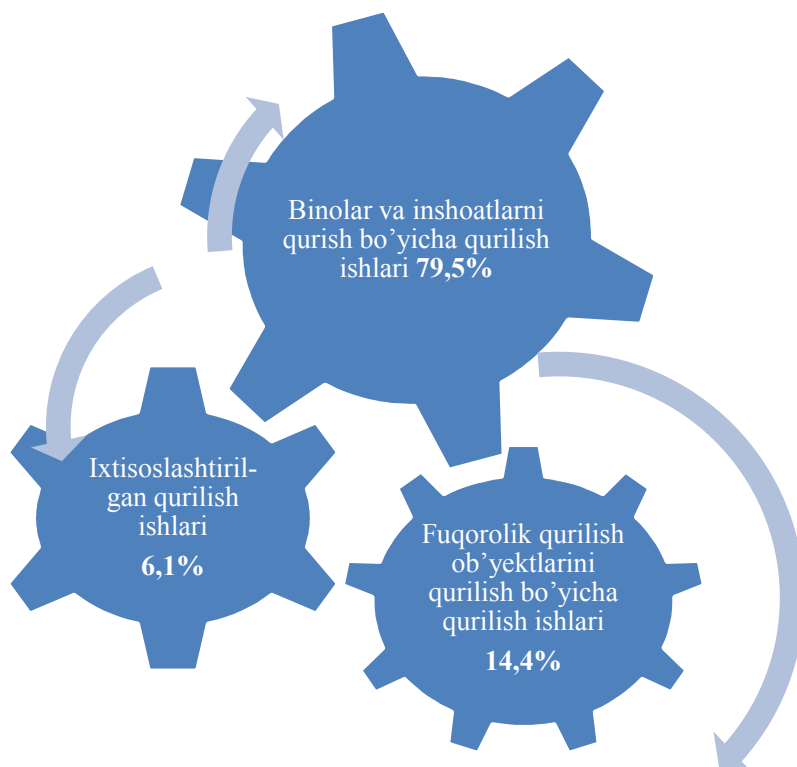 Binolar va inshoatlarni
qurish bo’yicha qurilish
ishlari 79,5%
Ixtisoslashtiril-
gan qurilish
ishlari
6,1%
Fuqorolik qurilish
ob’yektlarini
qurilish bo’yicha
qurilish ishlari
14,4%